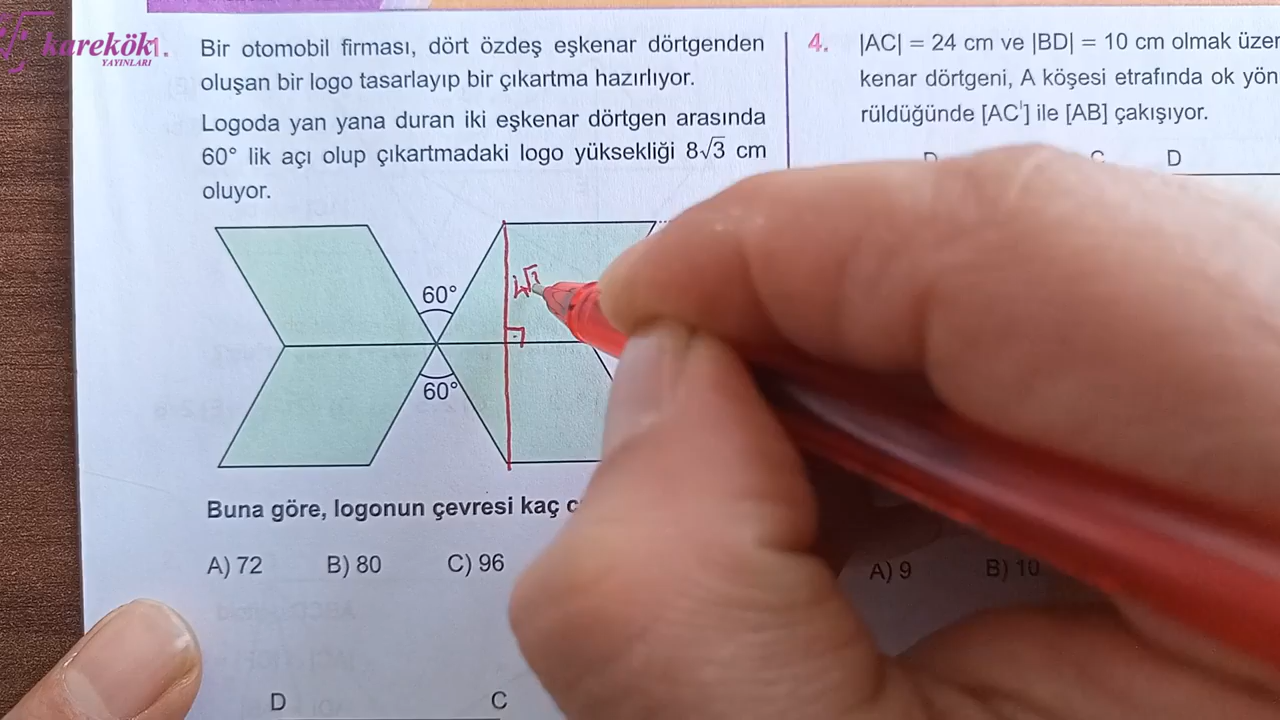 karekök
YAYINLARI
1. Bir otomobil firması, dört özdeş eşkenar dörtgenden
oluşan bir logo tasarlayıp bir çıkartma hazırlıyor.
Logoda yan yana duran iki eşkenar dörtgen arasında
60° lik açı olup çıkartmadaki logo yüksekliği 8√3 cm
oluyor.
60°
60°
Buna göre, logonun çevresi kaç
A) 72 B) 80 C) 96
D C
4. |AC| = 24 cm ve |BD| = 10 cm olmak üzer
kenar dörtgeni, A köşesi etrafında ok yön
rüldüğünde [AC'] ile [AB] çakışıyor.
D C D
A) 9 B) 10